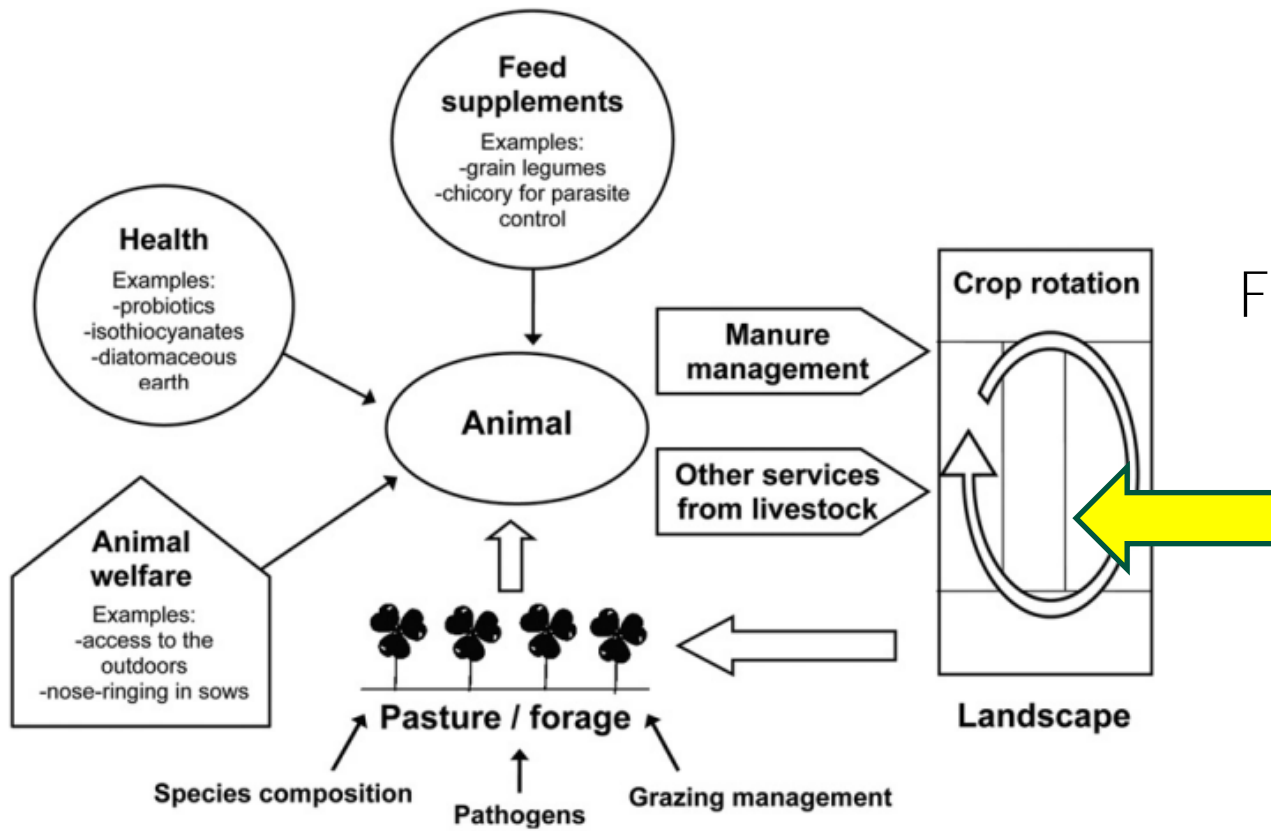 Feed
supplements
Examples:
-grain legumes
-chicory for parasite
control
Health
Examples:
-probiotics
-isothiocyanates
-diatomaceous
earth
Animal
welfare
Examples:
-access to the
outdoors
-nose-ringing in sows
Animal
Manure
management
Other services
from livestock
Crop rotation
Landscape
F
Pasture / forage
Species composition
Pathogens
Grazing management